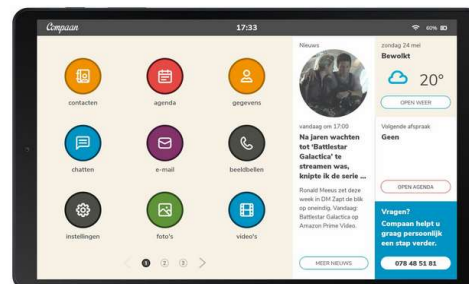 Compaan
17:33
60%
contacten
agenda
gegevens
chatten
e-mail
beeldbellen
instellingen
foto's
video's
1 2 3
Nieuws
vandaag om 17:00
Na jaren wachten
tot ‘Battlestar
Galactica’ te
streamen was,
knipte ik de serie ...
Ronald Meeus zet deze
week in DM Zapt de blik
op oneindig. Vandaag:
Battlestar Galactica op
Amazon Prime Video.
MEER NIEUWS
zondag 24 mei
Bewolkt
20°
OPEN WEER
Volgende afspraak
Geen
OPEN AGENDA
Vragen?
Compaan helpt u
graag persoonlijk
een stap verder.
078 48 51 81